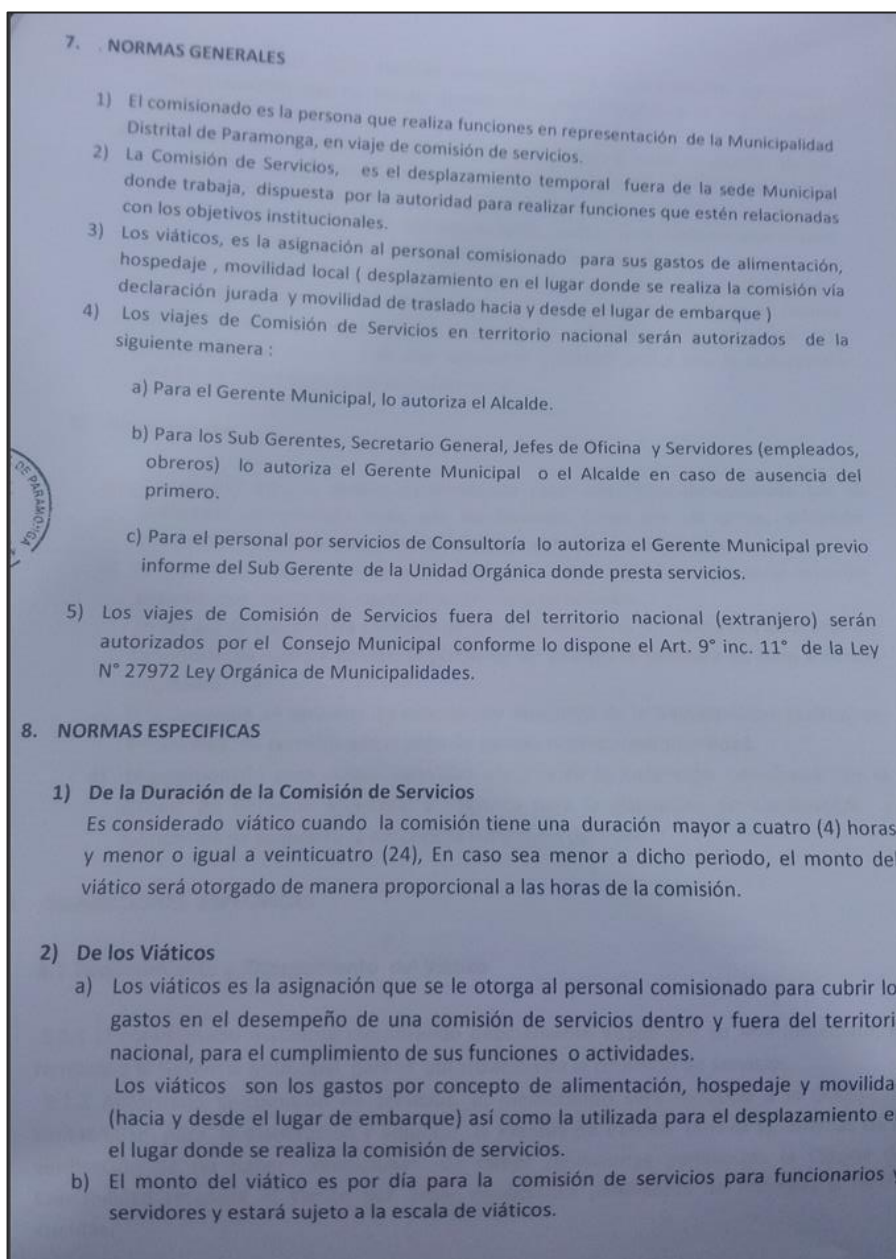 7. NORMAS GENERALES
1) El comisionado es la persona que realiza funciones en representación de la Municipalidad
Distrital de Paramonga, en viaje de comisión de servicios.
2) La Comisión de Servicios, es el desplazamiento temporal fuera de la sede Municipal
donde trabaja, dispuesta por la autoridad para realizar funciones que estén relacionadas
con los objetivos institucionales.
3) Los viáticos, es la asignación al personal comisionado para sus gastos de alimentación,
hospedaje , movilidad local ( desplazamiento en el lugar donde se realiza la comisión vía
declaración jurada y movilidad de traslado hacia y desde el lugar de embarque )
4) Los viajes de Comisión de Servicios en territorio nacional serán autorizados de la
siguiente manera :
a) Para el Gerente Municipal, lo autoriza el Alcalde.
b) Para los Sub Gerentes, Secretario General, Jefes de Oficina y Servidores (empleados,
obreros) lo autoriza el Gerente Municipal o el Alcalde en caso de ausencia del
primero.
DE PARAMONGA
c) Para el personal por servicios de Consultoría lo autoriza el Gerente Municipal previo
informe del Sub Gerente de la Unidad Orgánica donde presta servicios.
5) Los viajes de Comisión de Servicios fuera del territorio nacional (extranjero) serán
autorizados por el Consejo Municipal conforme lo dispone el Art. 9° inc. 11° de la Ley
N° 27972 Ley Orgánica de Municipalidades.
8. NORMAS ESPECIFICAS
1) De la Duración de la Comisión de Servicios
Es considerado viático cuando la comisión tiene una duración mayor a cuatro (4) horas
y menor o igual a veinticuatro (24), En caso sea menor a dicho periodo, el monto del
viático será otorgado de manera proporcional a las horas de la comisión.
2) De los Viáticos
a) Los viáticos es la asignación que se le otorga al personal comisionado para cubrir lo
gastos en el desempeño de una comisión de servicios dentro y fuera del territori
nacional, para el cumplimiento de sus funciones o actividades.
Los viáticos son los gastos por concepto de alimentación, hospedaje y movilida
(hacia y desde el lugar de embarque) así como la utilizada para el desplazamiento e
el lugar donde se realiza la comisión de servicios.
b) El monto del viático es por día para la comisión de servicios para funcionarios y
servidores y estará sujeto a la escala de viáticos.